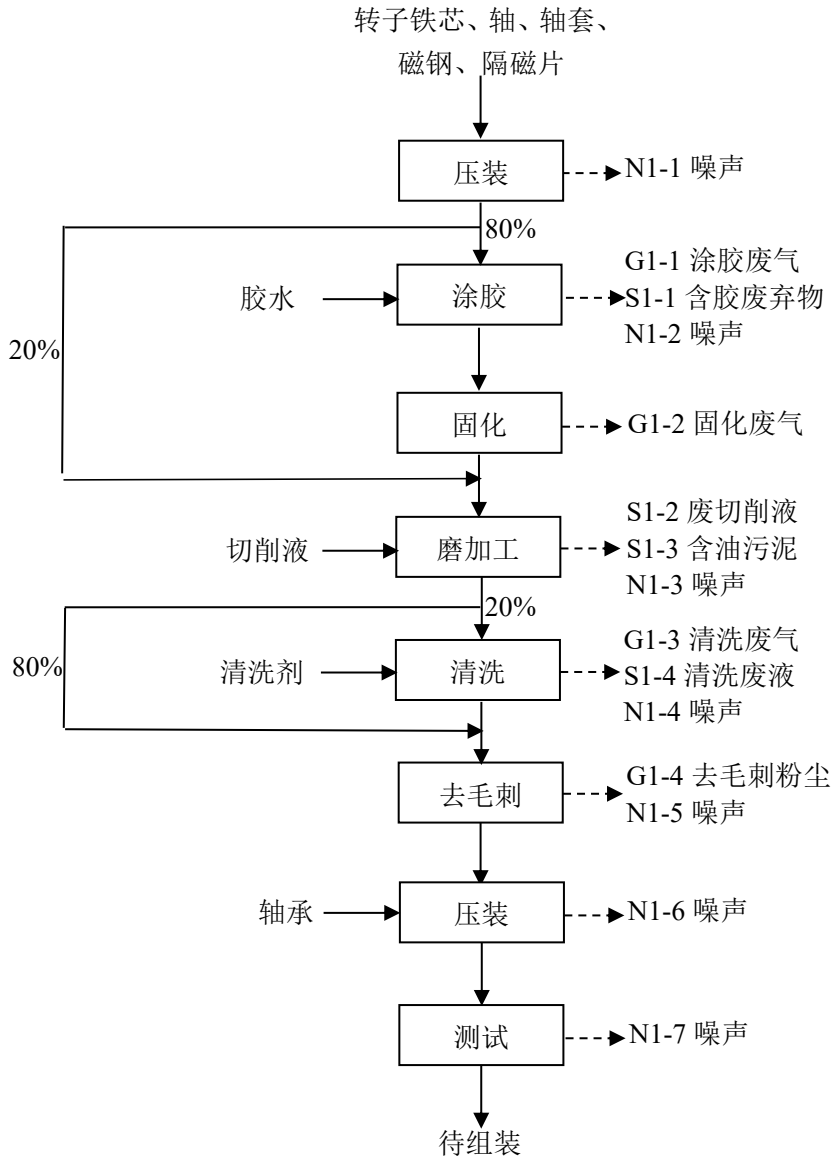 转子铁芯、轴、轴套、
磁钢、隔磁片
压装
N1-1 噪声
80%
胶水
涂胶
G1-1 涂胶废气
S1-1 含胶废弃物
N1-2 噪声
20%
固化
G1-2 固化废气
切削液
磨加工
S1-2 废切削液
S1-3 含油污泥
N1-3 噪声
20%
80%
清洗剂
清洗
G1-3 清洗废气
S1-4 清洗废液
N1-4 噪声
去毛刺
G1-4 去毛刺粉尘
N1-5 噪声
轴承
压装
N1-6 噪声
测试
N1-7 噪声
待组装